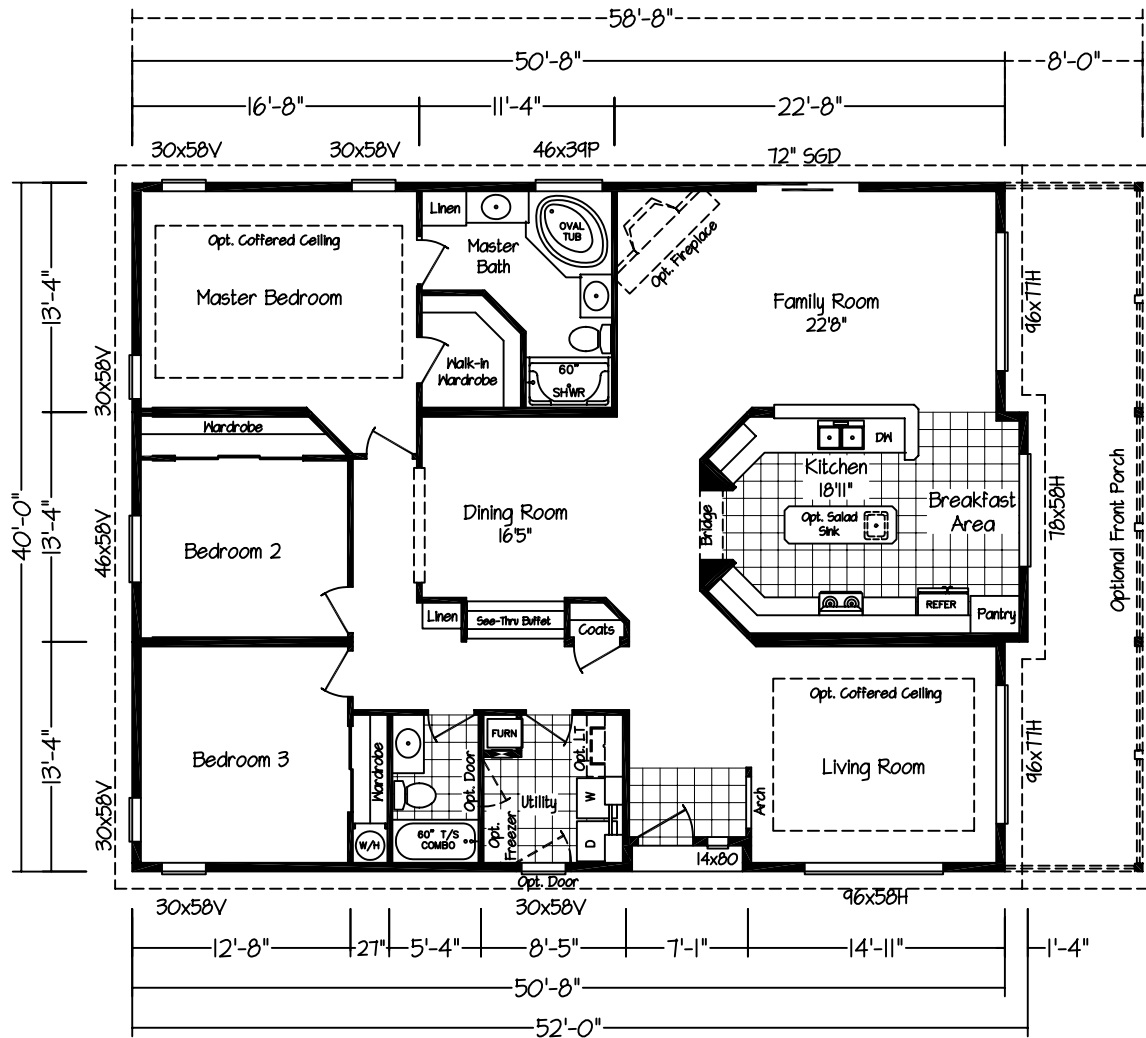 58'-8"
50'-8"
8'-0"
16'-8"
11'-4"
22'-8"
30x58V
30x58V
46x39P
72" SGD
Linen
OVAL
TUB
Opt. Coffered Ceiling
Master
Bath
Opt. Fireplace
Master Bedroom
Family Room
22'8"
96x77H
13'-4"
30x58V
Walk-in
Wardrobe
60"
SHWR
Wardrobe
DW
Kitchen
18'11"
Breakfast
Area
78x58H
Optional Front Porch
40'-0"
13'-4"
46x58V
Bedroom 2
Dining Room
16'5"
Bridge
Opt. Salad
Sink
Linen
See-Thru Buffet
Coats
REFER
Pantry
13'-4"
30x58V
Bedroom 3
Wardrobe
W/H
60" T/S
COMBO
Opt. Door
FURN
Utility
Opt.
Freezer
Opt. LT
W
D
Opt. Coffered Ceiling
Living Room
Arch
96x77H
14x80
Opt. Door
30x58V
30x58V
96x58H
12'-8"
27"
5'-4"
8'-5"
7'-1"
14'-11"
1'-4"
50'-8"
52'-0"